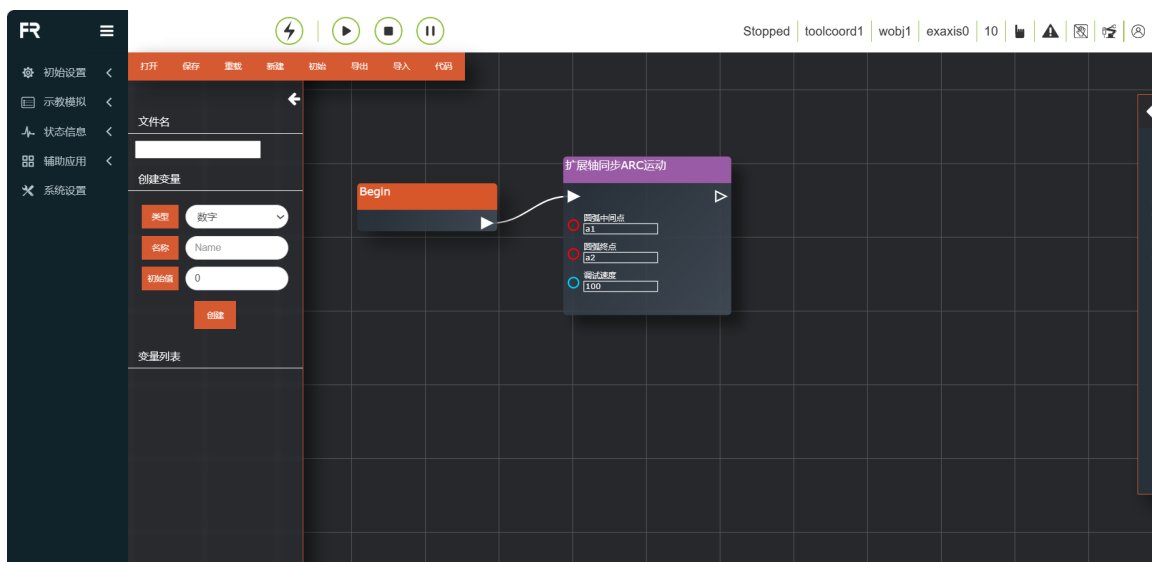 FR
Stopped toolcoord1 wobj1 exaxis0 10
初始设置
示教模拟
状态信息
辅助应用
系统设置
打开 保存 重载 新建 初始 导出 导入 代码
文件名
创建变量
类型 数字
名称 Name
初始值 0
创建
变量列表
Begin
扩展轴同步ARC运动
圆弧中间点
a1
圆弧终点
a2
调试速度
100